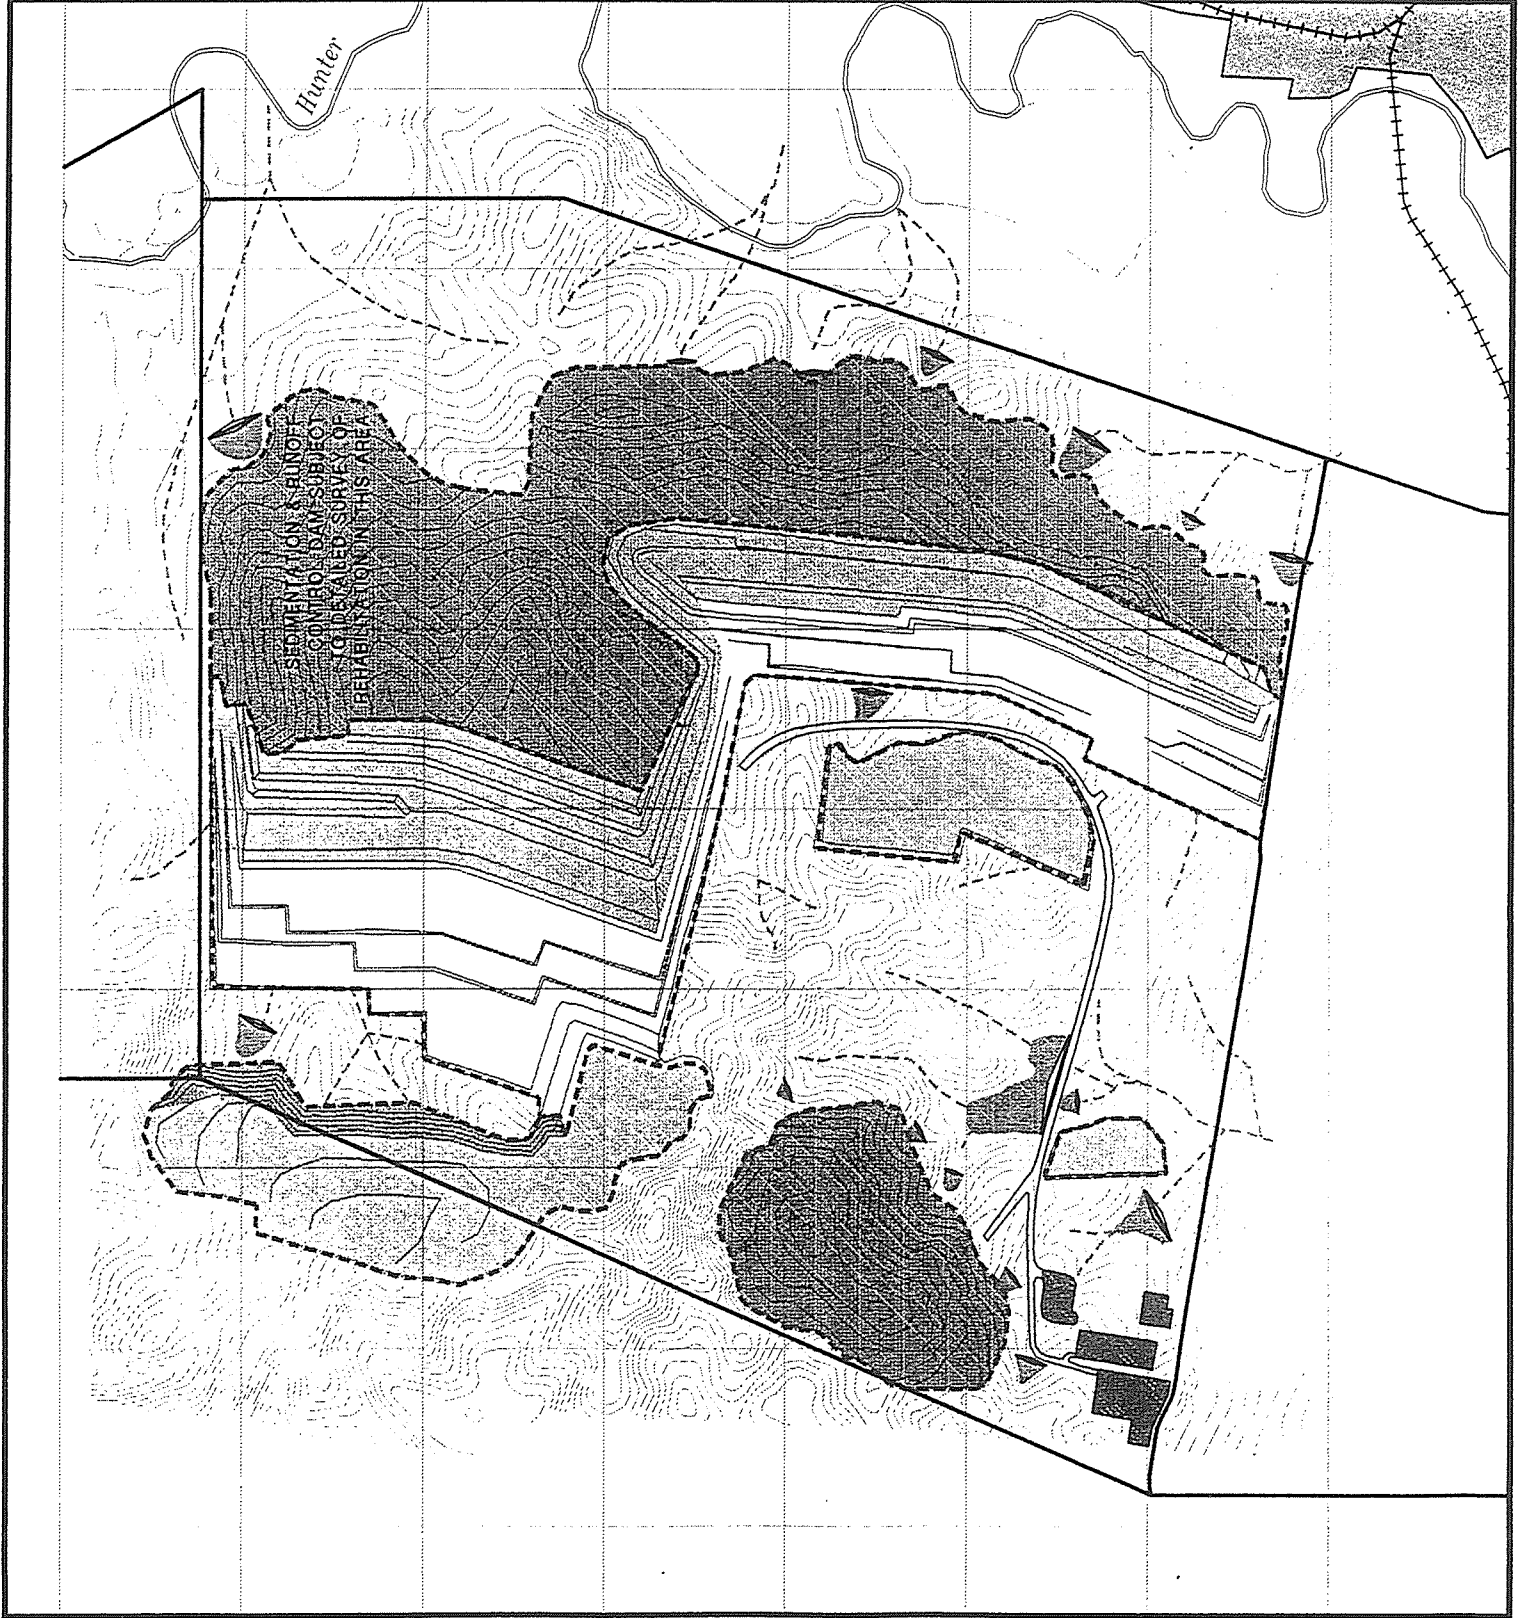 Hunter
SEDIMENTATION & RUNOFF
CONTROL DAM SUBJECT
TO DETAILED SURVEY OF
REHABILITATION IN THIS AREA